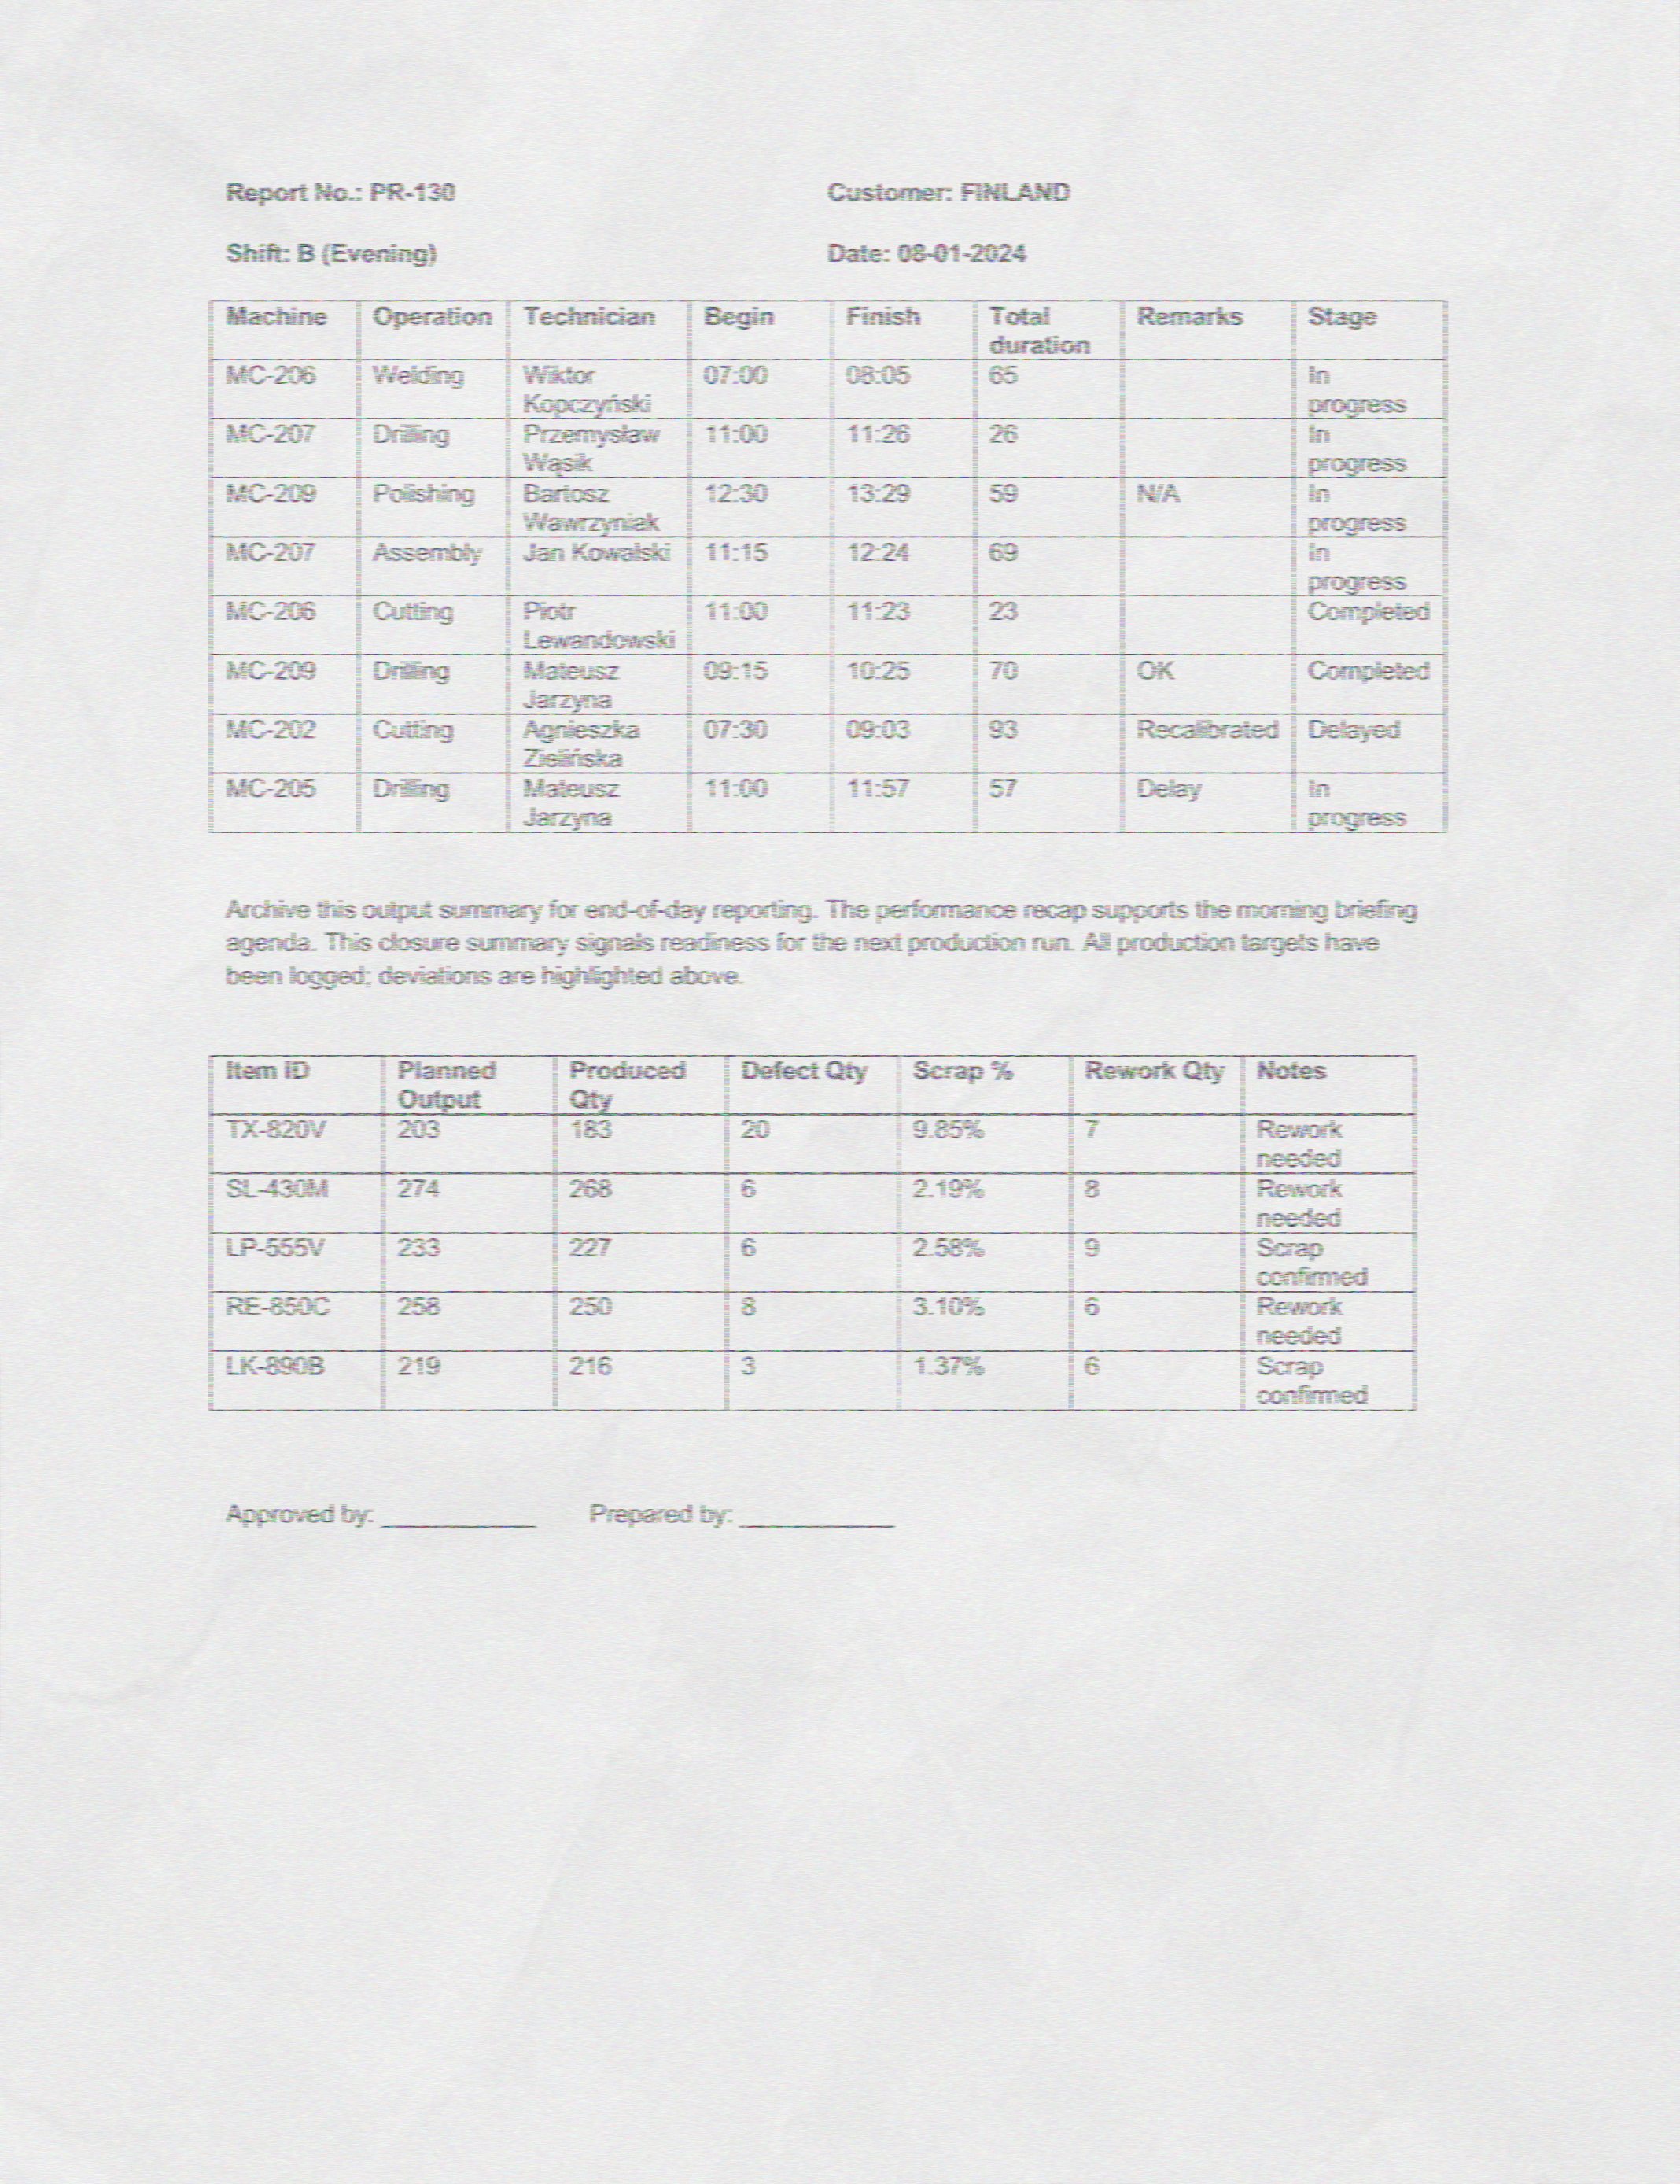 Report No.: PR-130 Customer: FINLAND
Shift: B (Evening) Date: 08-01-2024
Machine Operation Technician Begin Finish Total duration Remarks Stage
MC-206 Welding Wiktor Kopczyński 07:00 08:05 65 In progress
MC-207 Drilling Przemysław Wąsik 11:00 11:26 26 In progress
MC-209 Polishing Bartosz Wawrzyniak 12:30 13:29 59 N/A In progress
MC-207 Assembly Jan Kowalski 11:15 12:24 69 In progress
MC-206 Cutting Piotr Lewandowski 11:00 11:23 23 Completed
MC-209 Drilling Mateusz Jarzyna 09:15 10:25 70 OK Completed
MC-202 Cutting Agnieszka Zielińska 07:30 09:03 93 Recalibrated Delayed
MC-205 Drilling Mateusz Jarzyna 11:00 11:57 57 Delay In progress
Archive this output summary for end-of-day reporting. The performance recap supports the morning briefing
agenda. This closure summary signals readiness for the next production run. All production targets have
been logged; deviations are highlighted above.
Item ID Planned Output Produced Qty Defect Qty Scrap % Rework Qty Notes
TX-820V 203 183 20 9.85% 7 Rework needed
SL-430M 274 268 6 2.19% 8 Rework needed
LP-555V 233 227 6 2.58% 9 Scrap confirmed
RE-850C 258 250 8 3.10% 6 Rework needed
LK-890B 219 216 3 1.37% 6 Scrap confirmed
Approved by: ___________ Prepared by: ___________